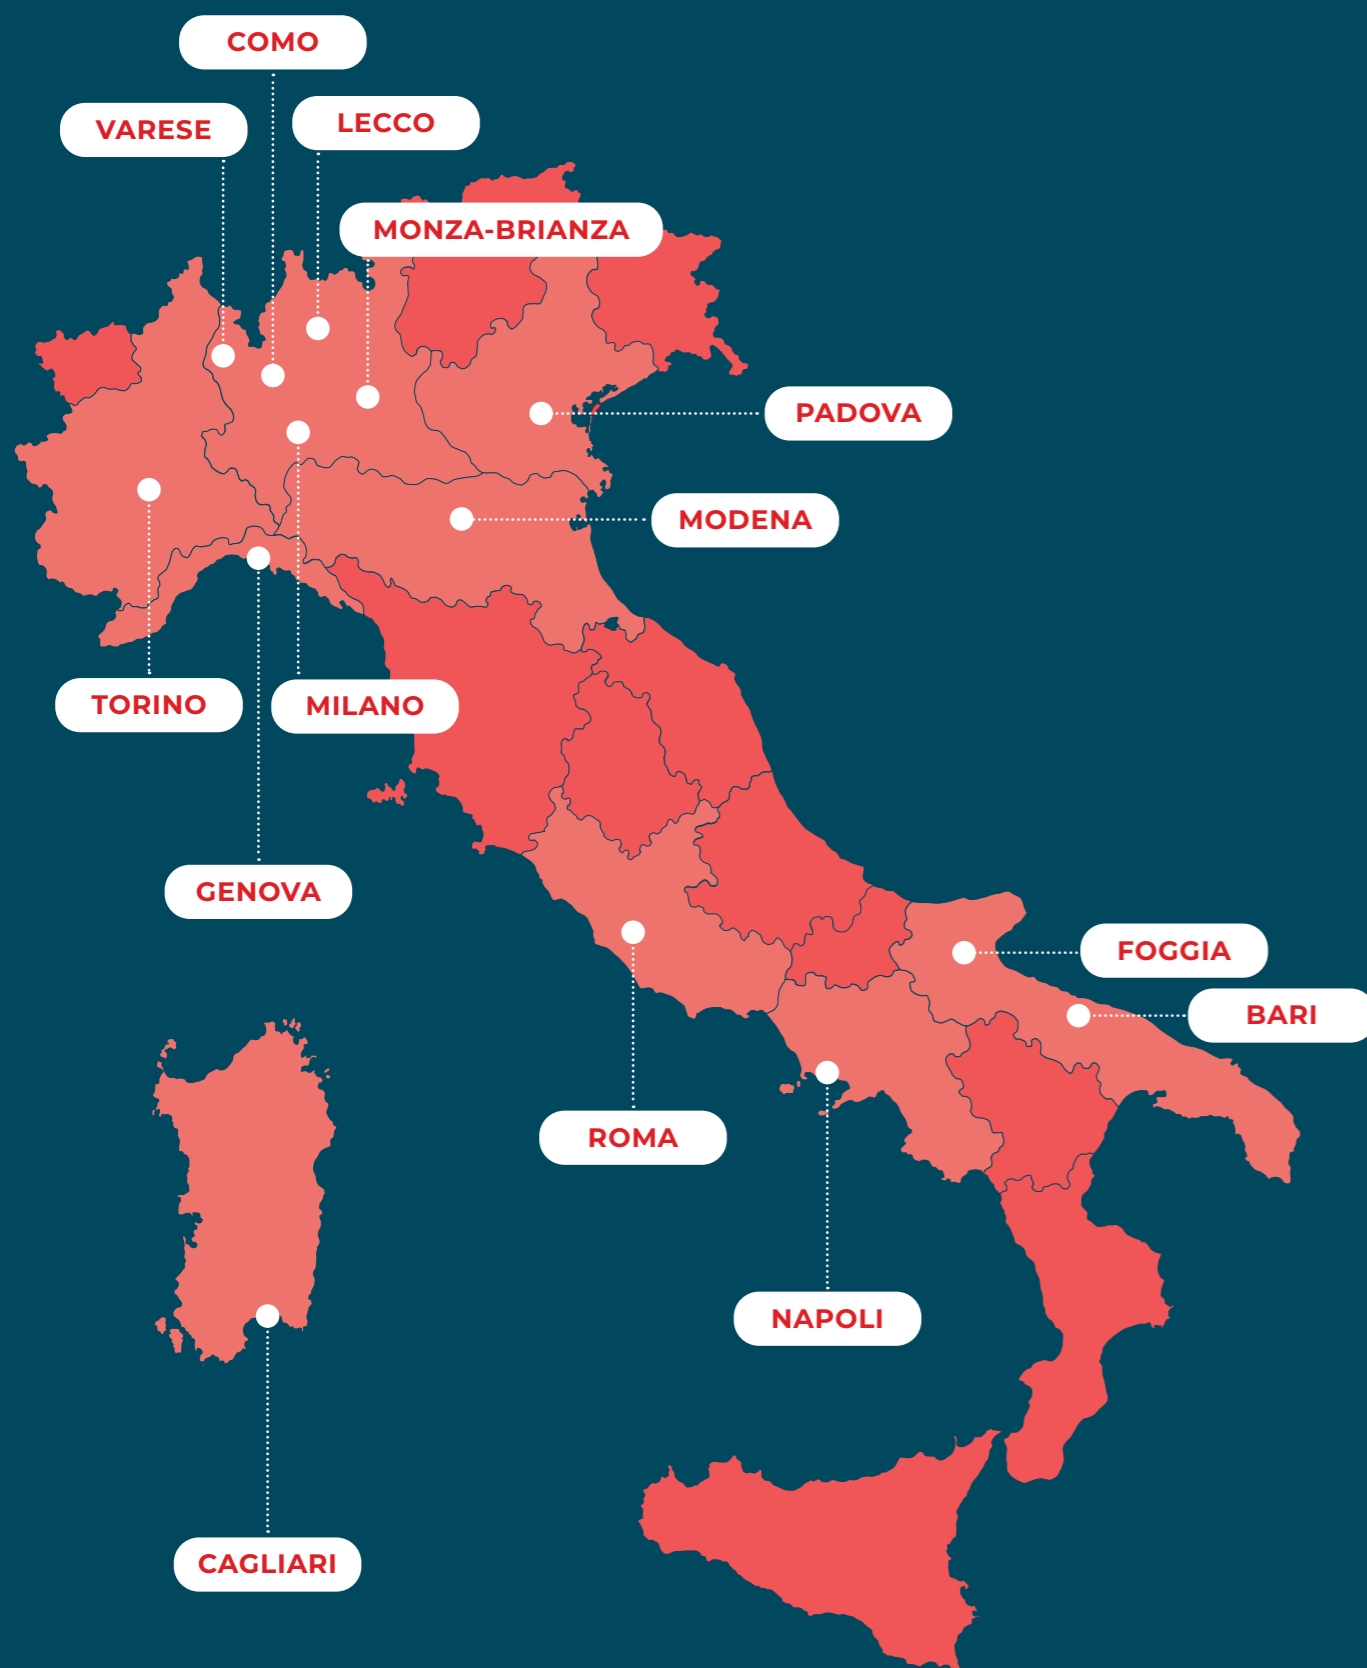 COMO
LECCO
VARESE
MONZA-BRIANZA
PADOVA
MODENA
TORINO
MILANO
GENOVA
FOGGIA
BARI
ROMA
NAPOLI
CAGLIARI